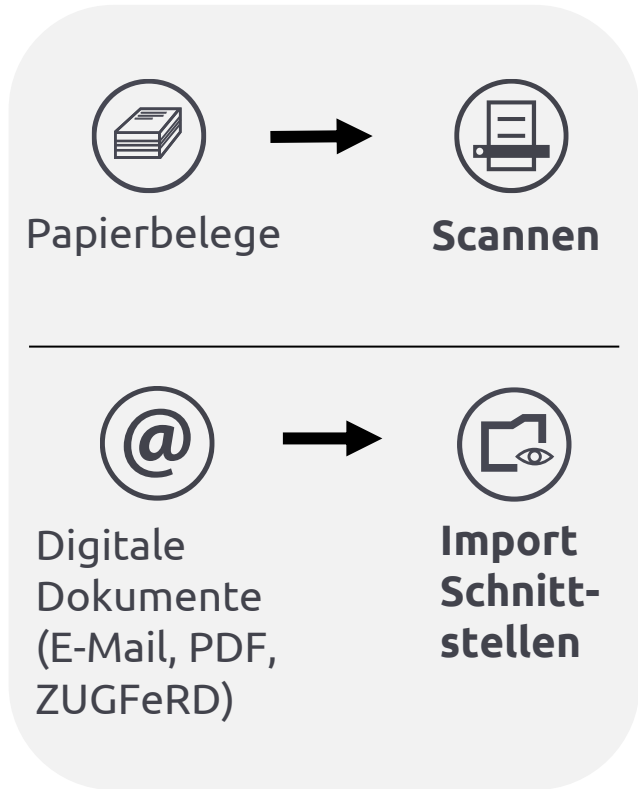 Papierbelege
Scannen
@
Digitale
Dokumente
(E-Mail, PDF,
ZUGFeRD)
Import
Schnitt-
stellen